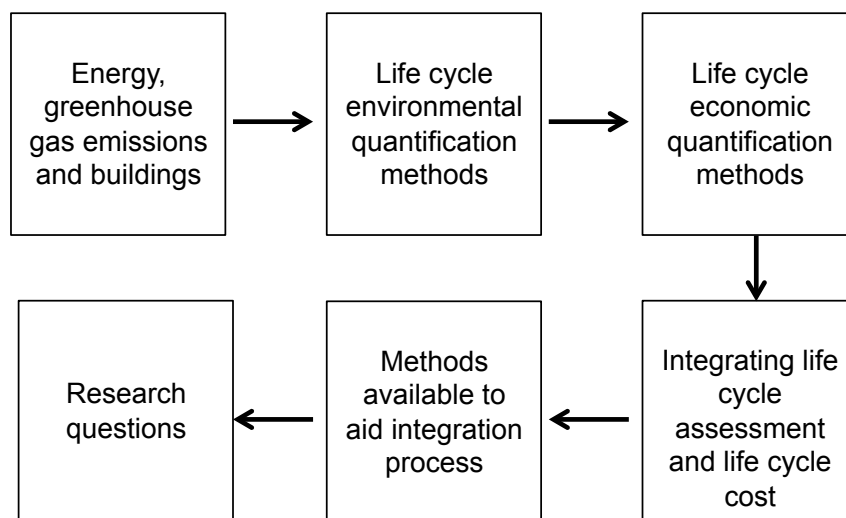 Energy,
greenhouse
gas emissions
and buildings
Life cycle
environmental
quantification
methods
Life cycle
economic
quantification
methods
Integrating life
cycle
assessment
and life cycle
cost
Methods
available to
aid integration
process
Research
questions